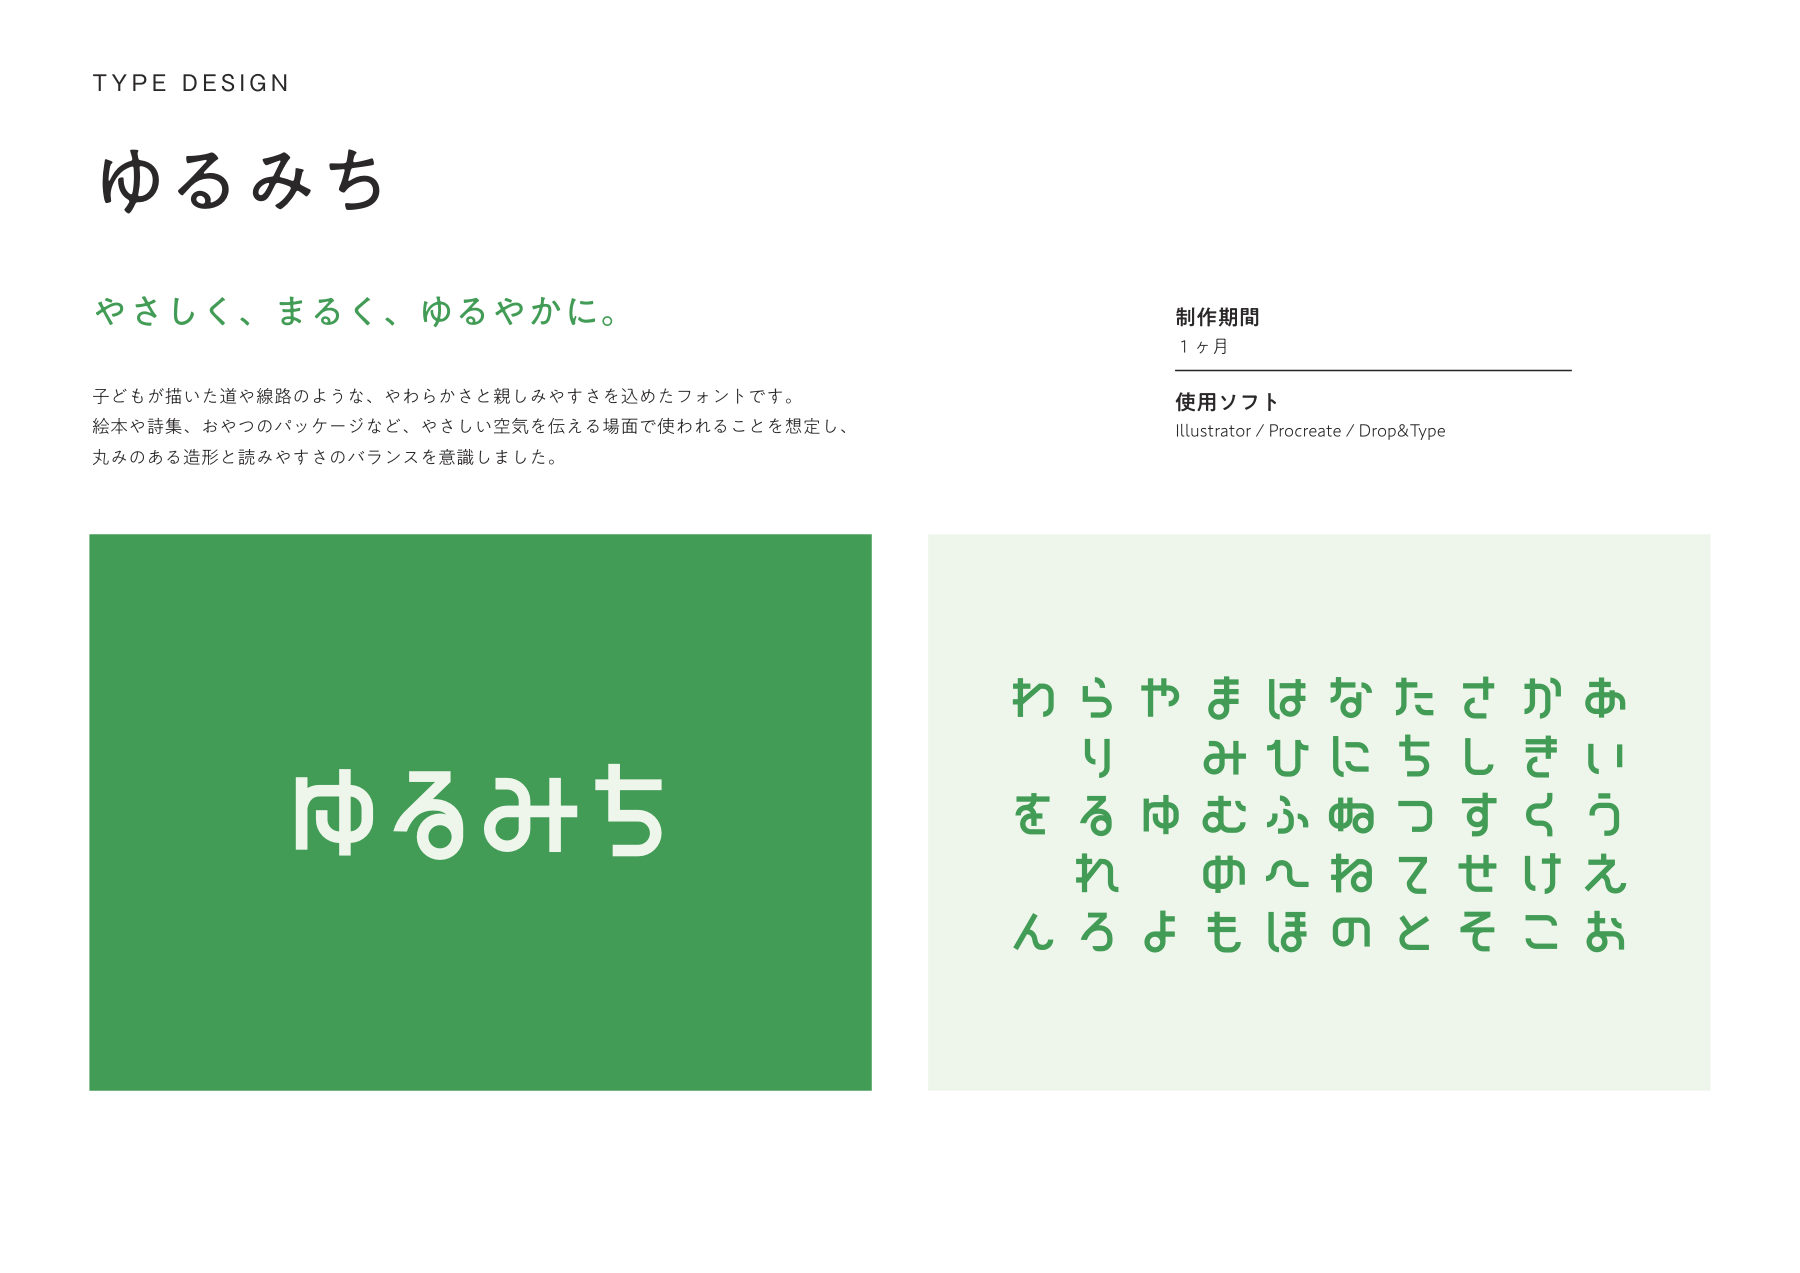 TYPE DESIGN
ゆるみち
やさしく、まるく、ゆるやかに。
子どもが描いた道や線路のような、やわらかさと親しみやすさを込めたフォントです。
絵本や詩集、おやつのパッケージなど、やさしい空気を伝える場面で使われることを想定し、
丸みのある造形と読みやすさのバランスを意識しました。
制作期間
1ヶ月
使用ソフト
Illustrator / Procreate / Drop&Type
ゆるみち
あいうえお
かきくけこ
さしすせそ
たちつてと
なにぬねの
はひふへほ
まみむめも
やゆよ
らりるれろ
わをん